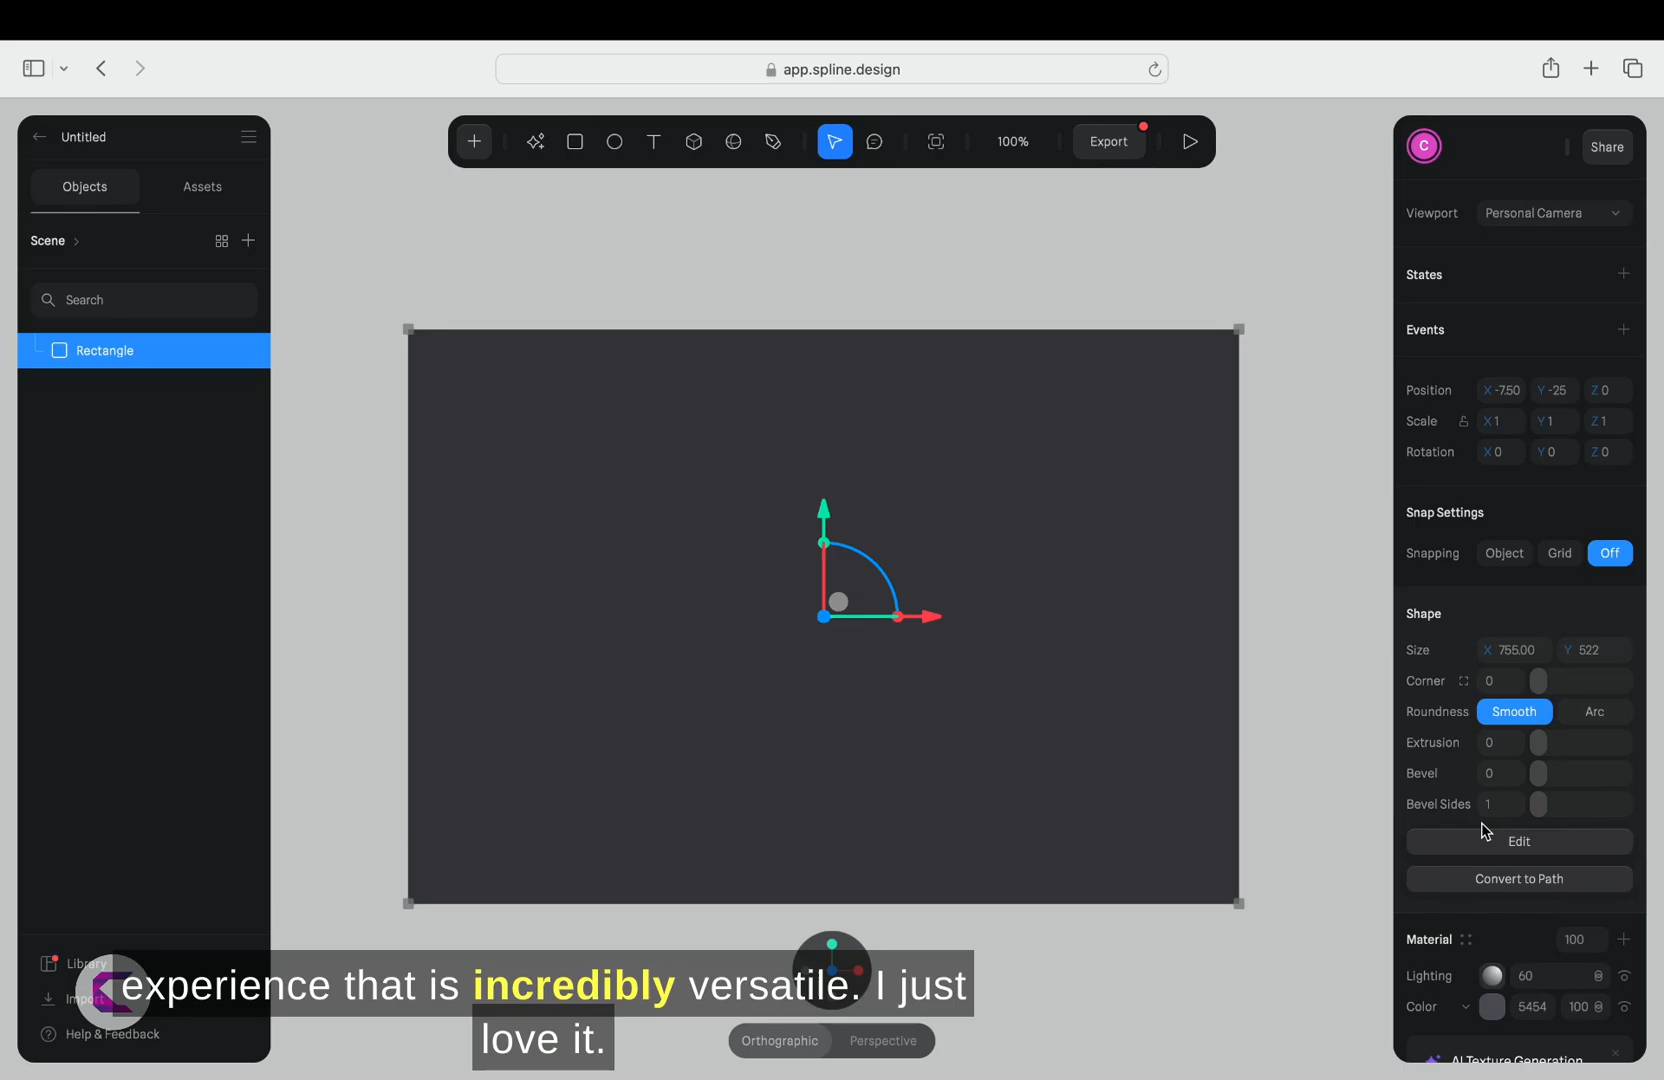 app.spline.design
Untitled
100%
Export
C
Share
Objects
Assets
Viewport
Personal Camera
Scene
States
Search
Events
Rectangle
Position X -7.50 Y -25 Z 0
Scale X 1 Y 1 Z 1
Rotation X 0 Y 0 Z 0
Snap Settings
Snapping Object Grid Off
Shape
Size X 755.00 Y 522
Corner 0
Roundness Smooth Arc
Extrusion 0
Bevel 0
Bevel Sides 1
Edit
Convert to Path
Material 100
Lighting 60
Color 5454 100
AI Texture Generation
Library
Import
Help & Feedback
experience that is incredibly versatile. I just
love it.
Orthographic Perspective